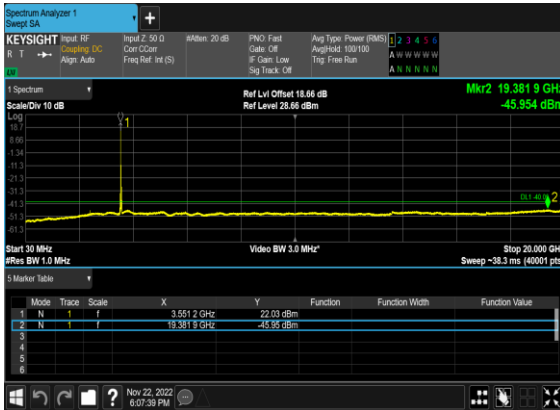 Spectrum Analyzer 1
Swept SA
+
KEYSIGHT Input: RF Input Z: 50 Ω #Atten: 20 dB PNO: Fast Avg Type: Power (RMS) 1 2 3 4 5 6
R T Coupling: DC Corr CCorr Gate: Off Avg|Hold: 100/100 A W W W W W
Align: Auto Freq Ref: Int (S) IF Gain: Low Trig: Free Run
Sig Track: Off A N N N N N
1 Spectrum
Ref Lvl Offset 18.66 dB Mkr2 19.381 9 GHz
Scale/Div 10 dB Ref Level 28.66 dBm -45.954 dBm
Log
18.7
8.66
-1.34
-11.3
-21.3
-31.3
-41.3
-51.3
-61.3
1
2
Start 30 MHz Video BW 3.0 MHz* Stop 20.000 GHz
#Res BW 1.0 MHz Sweep ~38.3 ms (40001 pts)
5 Marker Table
Mode Trace Scale X Y Function Function Width Function Value
1 N 1 f 3.551 2 GHz 22.03 dBm
2 N 1 f 19.381 9 GHz -45.95 dBm
3
4
5
6
? Nov 22, 2022
6:07:39 PM